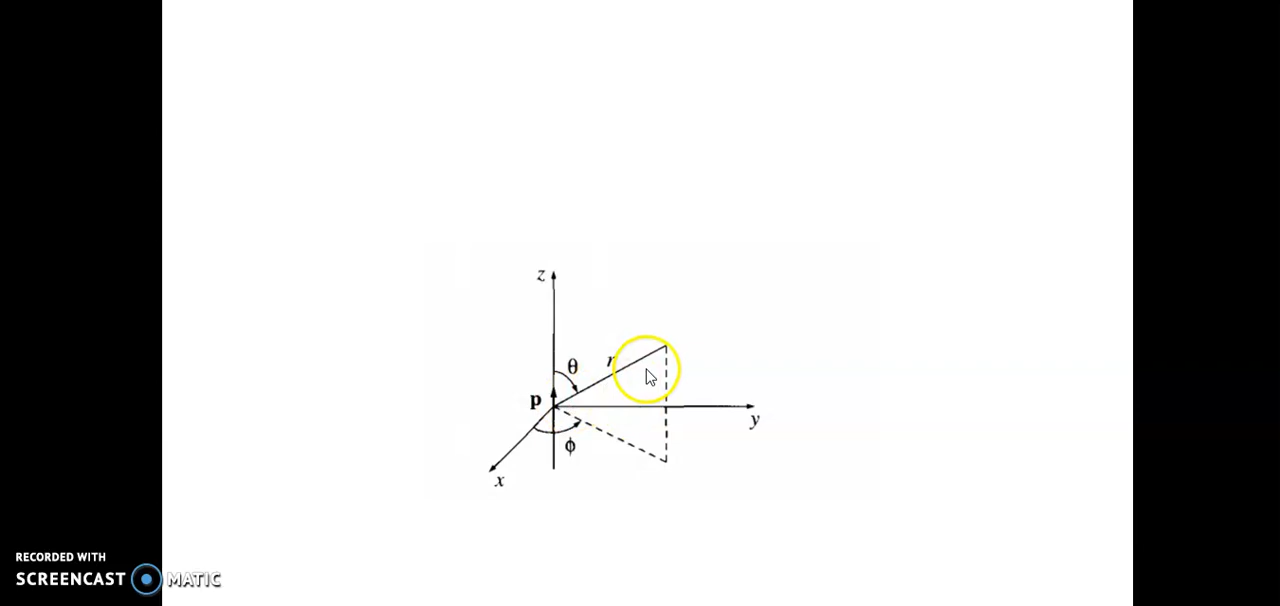 z
θ
r
p
y
ϕ
x
RECORDED WITH
SCREENCAST MATIC